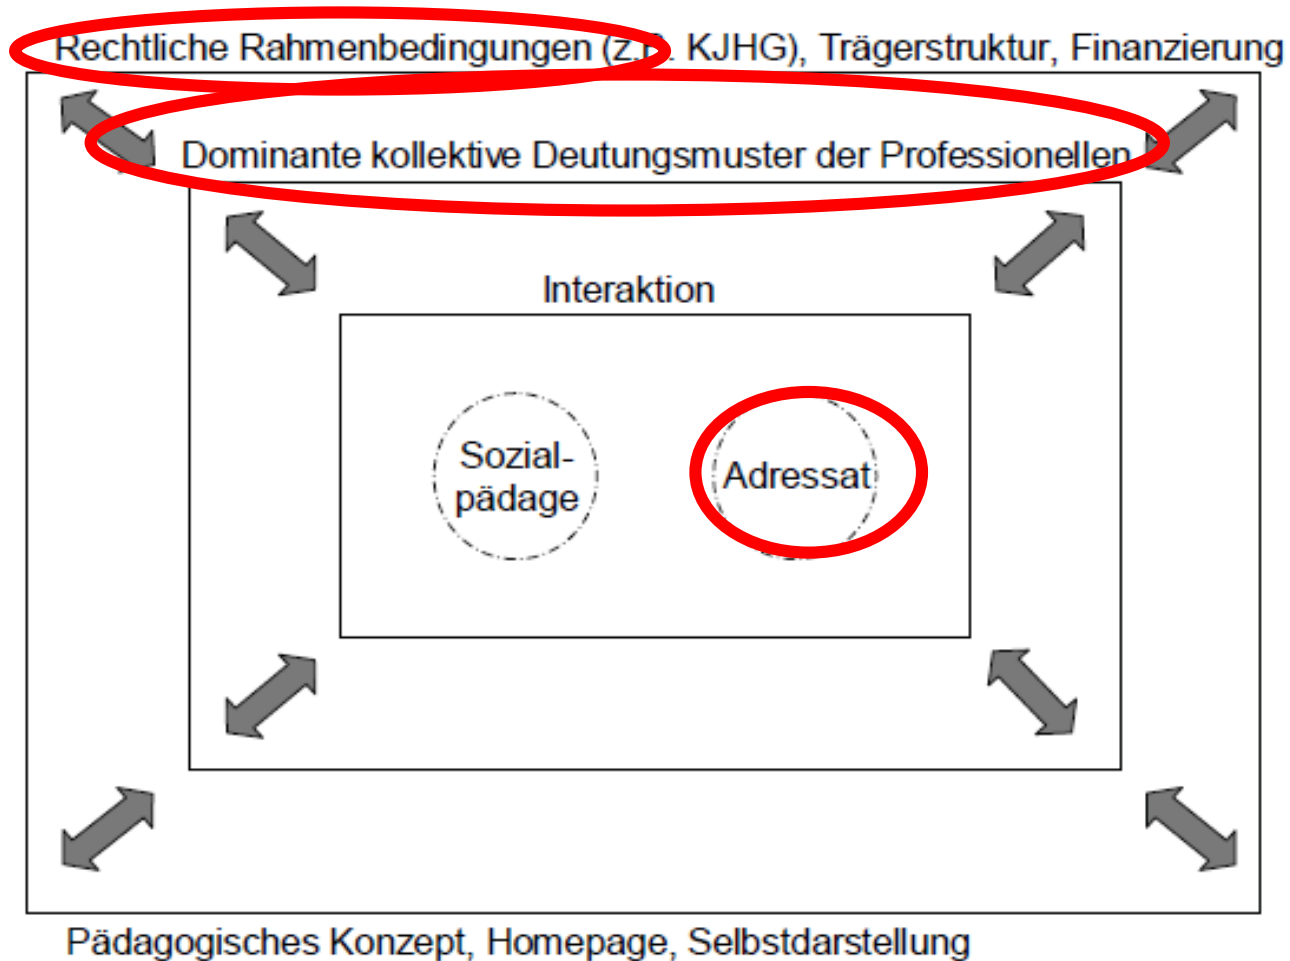 Rechtliche Rahmenbedingungen (z.B. KJHG), Trägerstruktur, Finanzierung
Dominante kollektive Deutungsmuster der Professionellen
Interaktion
Sozial-
pädage
Adressat
Pädagogisches Konzept, Homepage, Selbstdarstellung